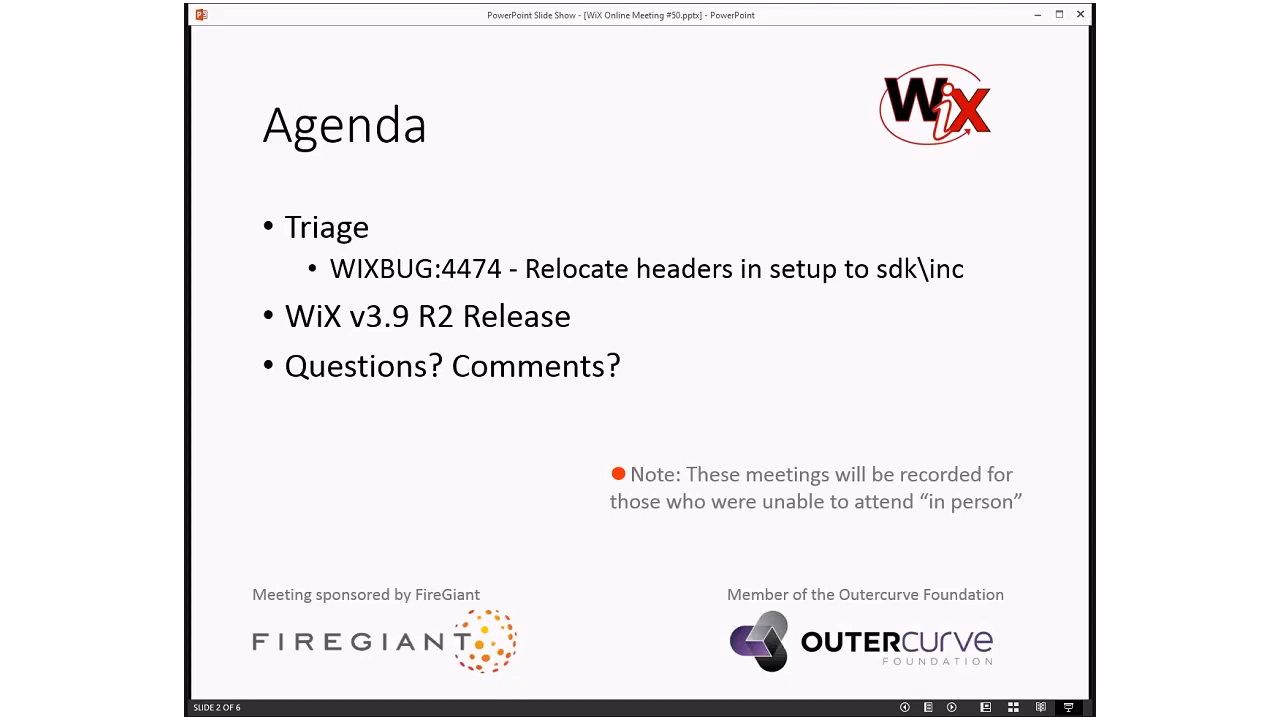 PowerPoint Slide Show - [WiX Online Meeting #50.pptx] - PowerPoint
WiX
Agenda
• Triage
• WIXBUG:4474 - Relocate headers in setup to sdk\inc
• WiX v3.9 R2 Release
• Questions? Comments?
Note: These meetings will be recorded for
those who were unable to attend “in person”
Meeting sponsored by FireGiant
FIREGIANT
Member of the Outercurve Foundation
OUTERCURVE
FOUNDATION
SLIDE 2 OF 6